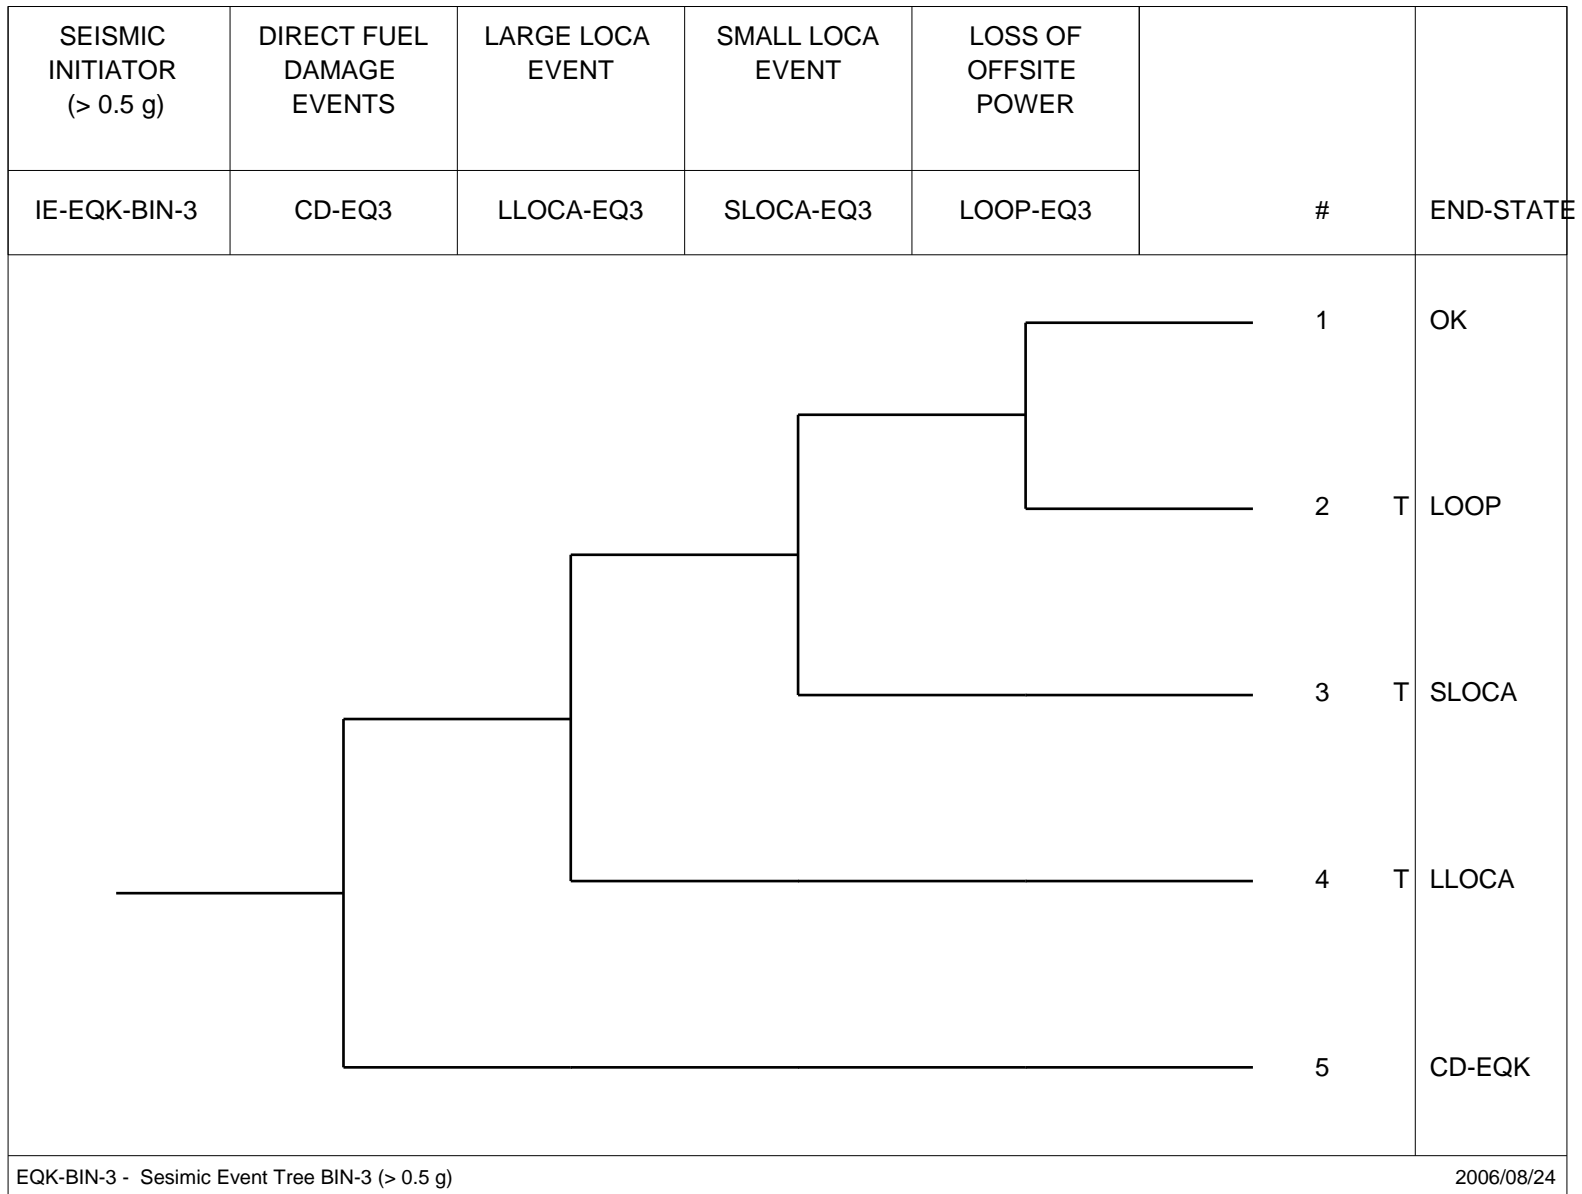 SEISMIC
INITIATOR
(> 0.5 g)
DIRECT FUEL
DAMAGE
EVENTS
LARGE LOCA
EVENT
SMALL LOCA
EVENT
LOSS OF
OFFSITE
POWER
IE-EQK-BIN-3
CD-EQ3
LLOCA-EQ3
SLOCA-EQ3
LOOP-EQ3
#
END-STATE
1 OK
2 T LOOP
3 T SLOCA
4 T LLOCA
5 CD-EQK
EQK-BIN-3 - Sesimic Event Tree BIN-3 (> 0.5 g)
2006/08/24